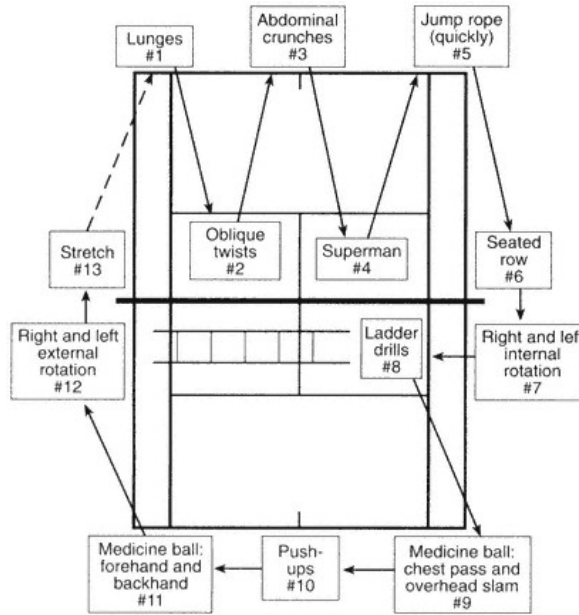 Lunges
#1
Abdominal
crunches
#3
Jump rope
(quickly)
#5
Oblique
twists
#2
Superman
#4
Seated
row
#6
Stretch
#13
Right and left
external
rotation
#12
Ladder
drills
#8
Right and left
internal
rotation
#7
Medicine ball:
forehand and
backhand
#11
Push-
ups
#10
Medicine ball:
chest pass and
overhead slam
#9